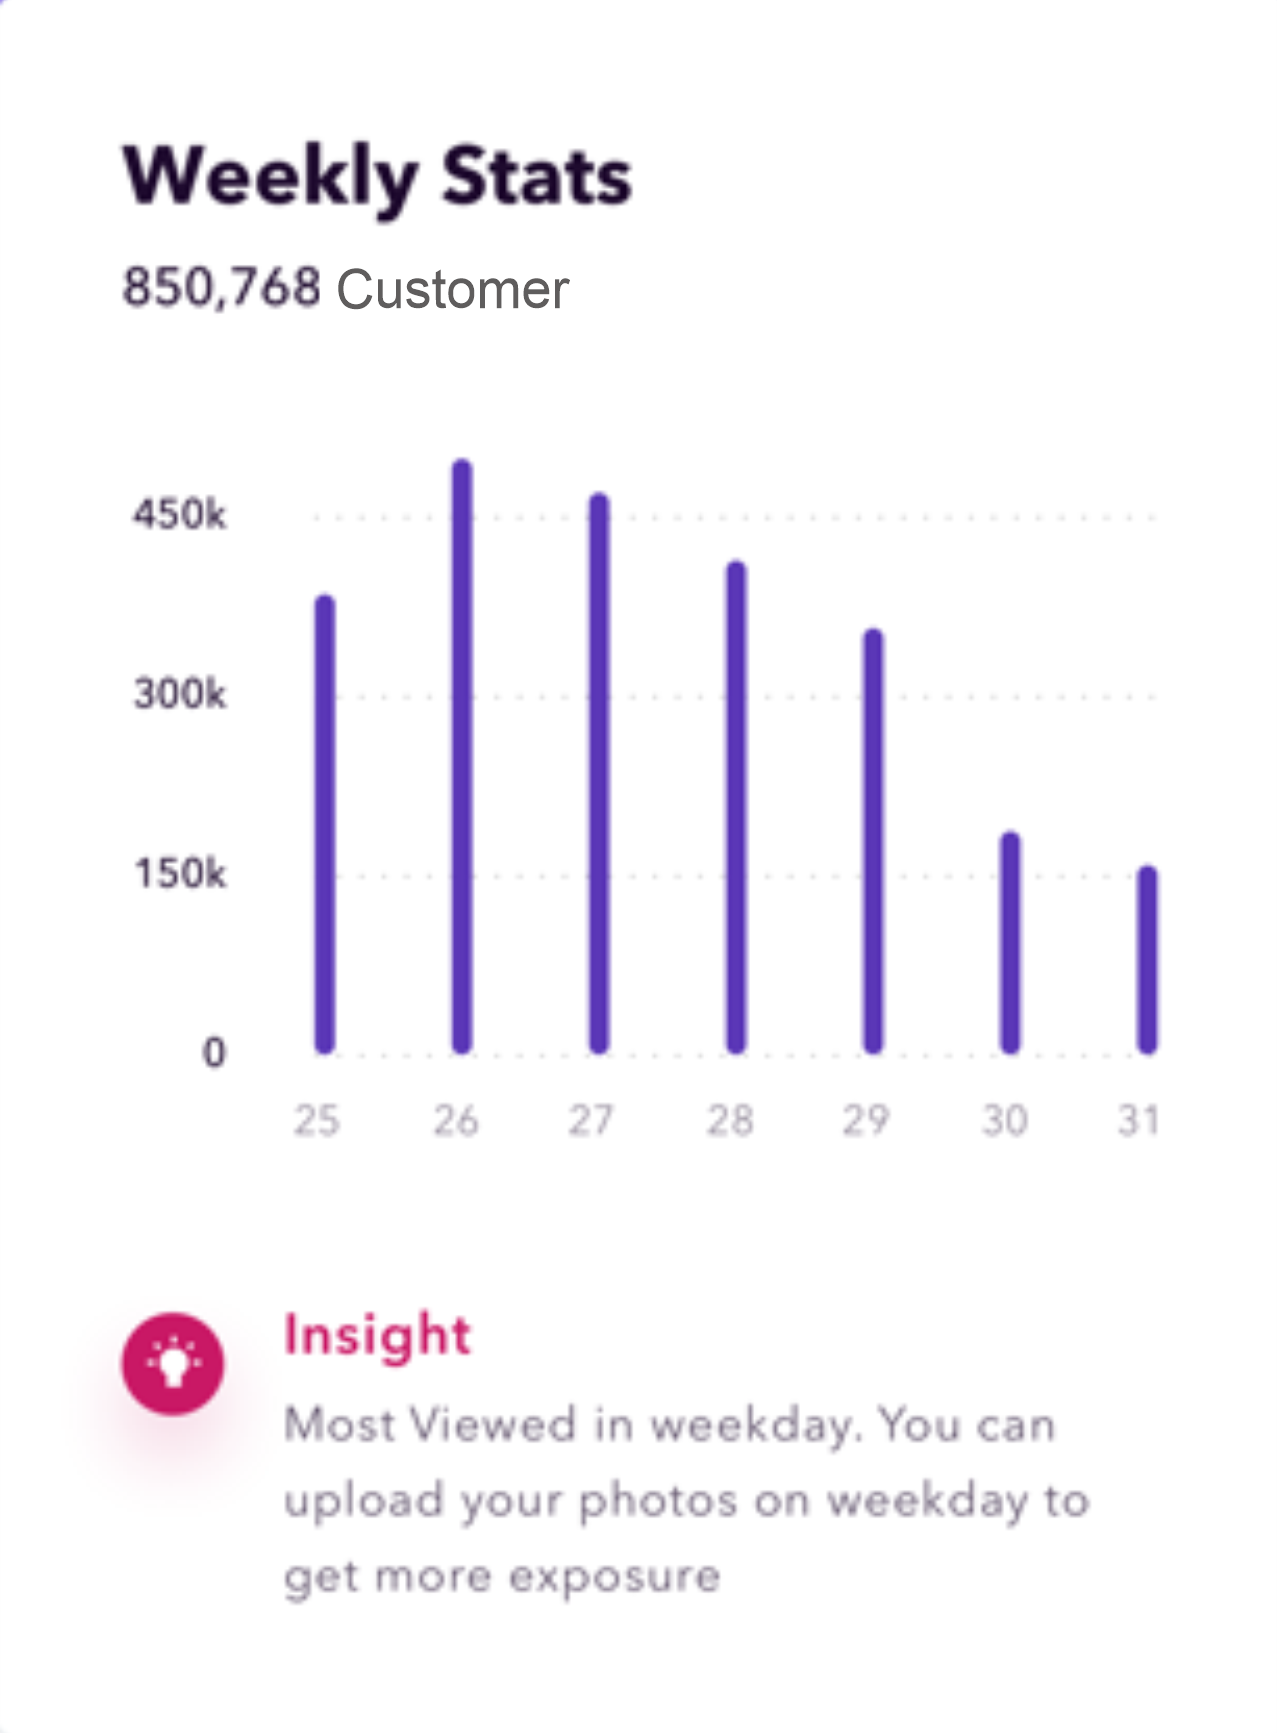 Weekly Stats
850,768 Customer
450k
300k
150k
0
25 26 27 28 29 30 31
Insight
Most Viewed in weekday. You can
upload your photos on weekday to
get more exposure